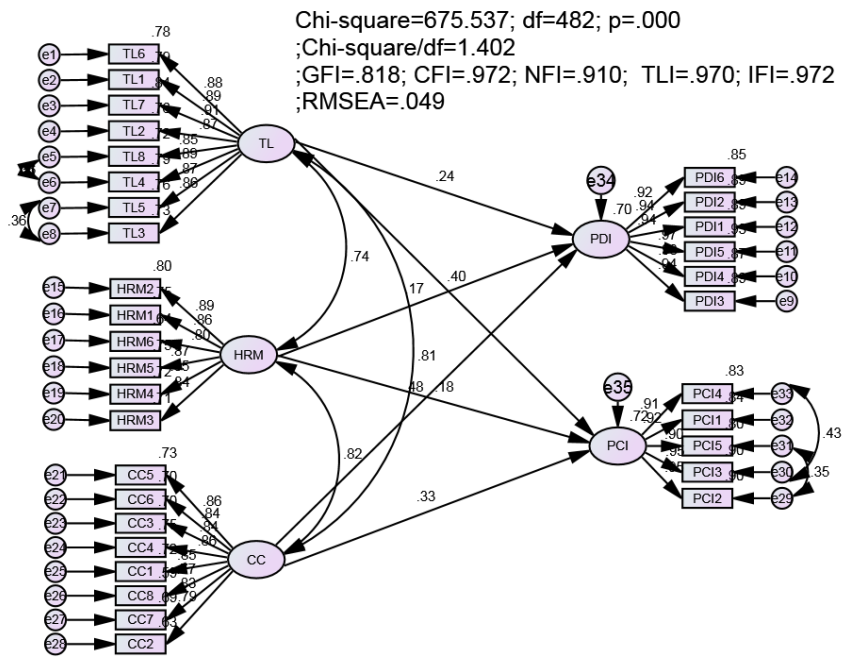 Chi-square=675.537; df=482; p=.000
;Chi-square/df=1.402
;GFI=.818; CFI=.972; NFI=.910; TLI=.970; IFI=.972
;RMSEA=.049
.78
e1 TL6
e2 TL1
e3 TL7
e4 TL2
e5 TL8
e6 TL4
e7 TL5
e8 TL3
.36
.88
.89
.91
.87
.85
.89
.87
.86
TL
.74
.81
.24
.80
e15 HRM2
e16 HRM1
e17 HRM6
e18 HRM5
e19 HRM4
e20 HRM3
.89
.86
.80
.87
.84
HRM
.82
.40
17
.48 .18
.73
e21 CC5
e22 CC6
e23 CC3
e24 CC4
e25 CC1
e26 CC8
e27 CC7
e28 CC2
.86
.84
.84
.86
.85
.83
.79
.63
CC
.33
e34
.70
PDI
.85
.92
.94
.94
.97
.94
PDI6 e14
PDI2 e13
PDI1 e12
PDI5 e11
PDI4 e10
PDI3 e9
e35
.72
PCI
.83
.91
.92
.90
.95
PCI4 e33
PCI1 e32
PCI5 e31
PCI3 e30
PCI2 e29
.43
.35